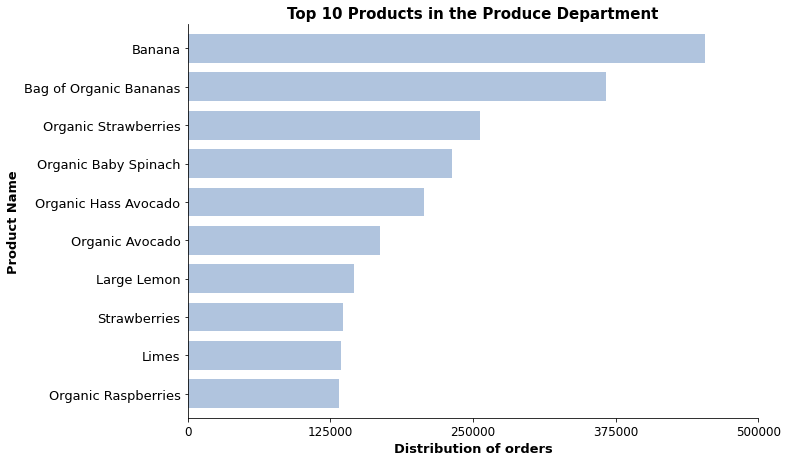 Top 10 Products in the Produce Department
Product Name
Banana
Bag of Organic Bananas
Organic Strawberries
Organic Baby Spinach
Organic Hass Avocado
Organic Avocado
Large Lemon
Strawberries
Limes
Organic Raspberries
0 125000 250000 375000 500000
Distribution of orders